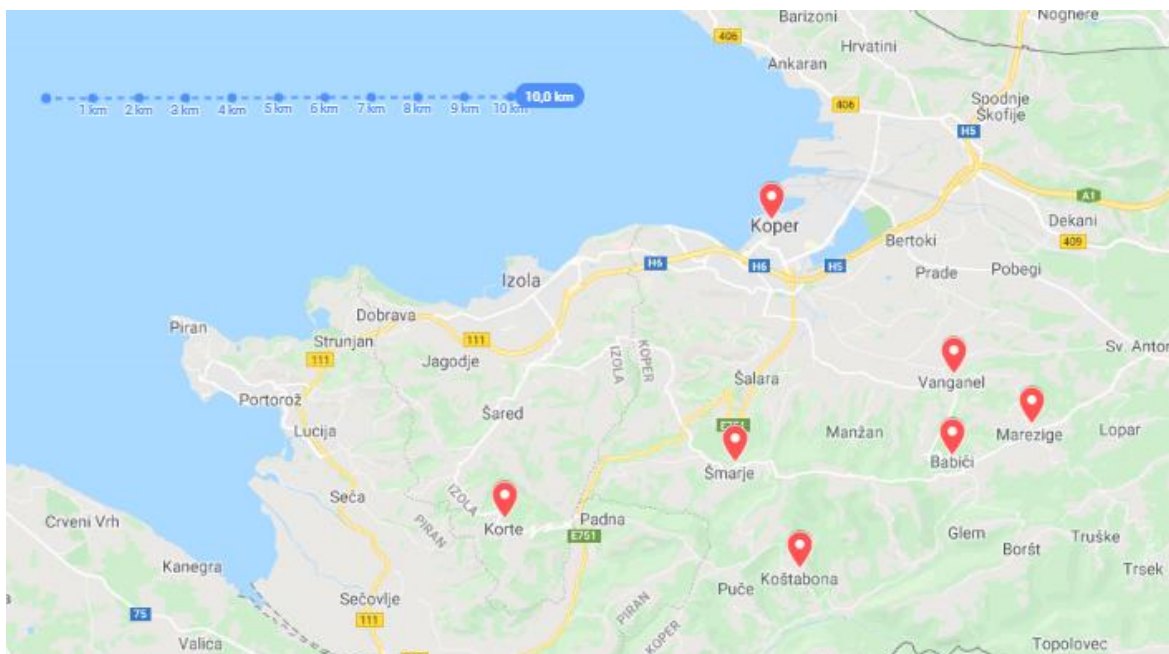 Barizoni
Noghere
406
Hrvatini
Ankaran
10,0 km
1 km 2 km 3 km 4 km 5 km 6 km 7 km 8 km 9 km 10 km
406
Spodnje
Škofije
H5
A1
Koper
Dekani
Bertoki
409
H6
H6
H5
Prade
Pobegi
Izola
Dobrava
Piran
Strunjan
111
111
Jagodje
IZOLA
KOPER
Sv. Anton
Šalara
Vanganel
Portorož
Šared
Lucija
E751
Manžan
Marezige
Lopar
Babiči
Šmarje
Seča
IZOLA
PIRAN
Korte
Padna
Crveni Vrh
E751
Glem
Truške
Boršt
Kanegra
Koštabona
Trsek
Puče
Sečovlje
PIRAN
KOPER
75
111
Valica
Topolovec